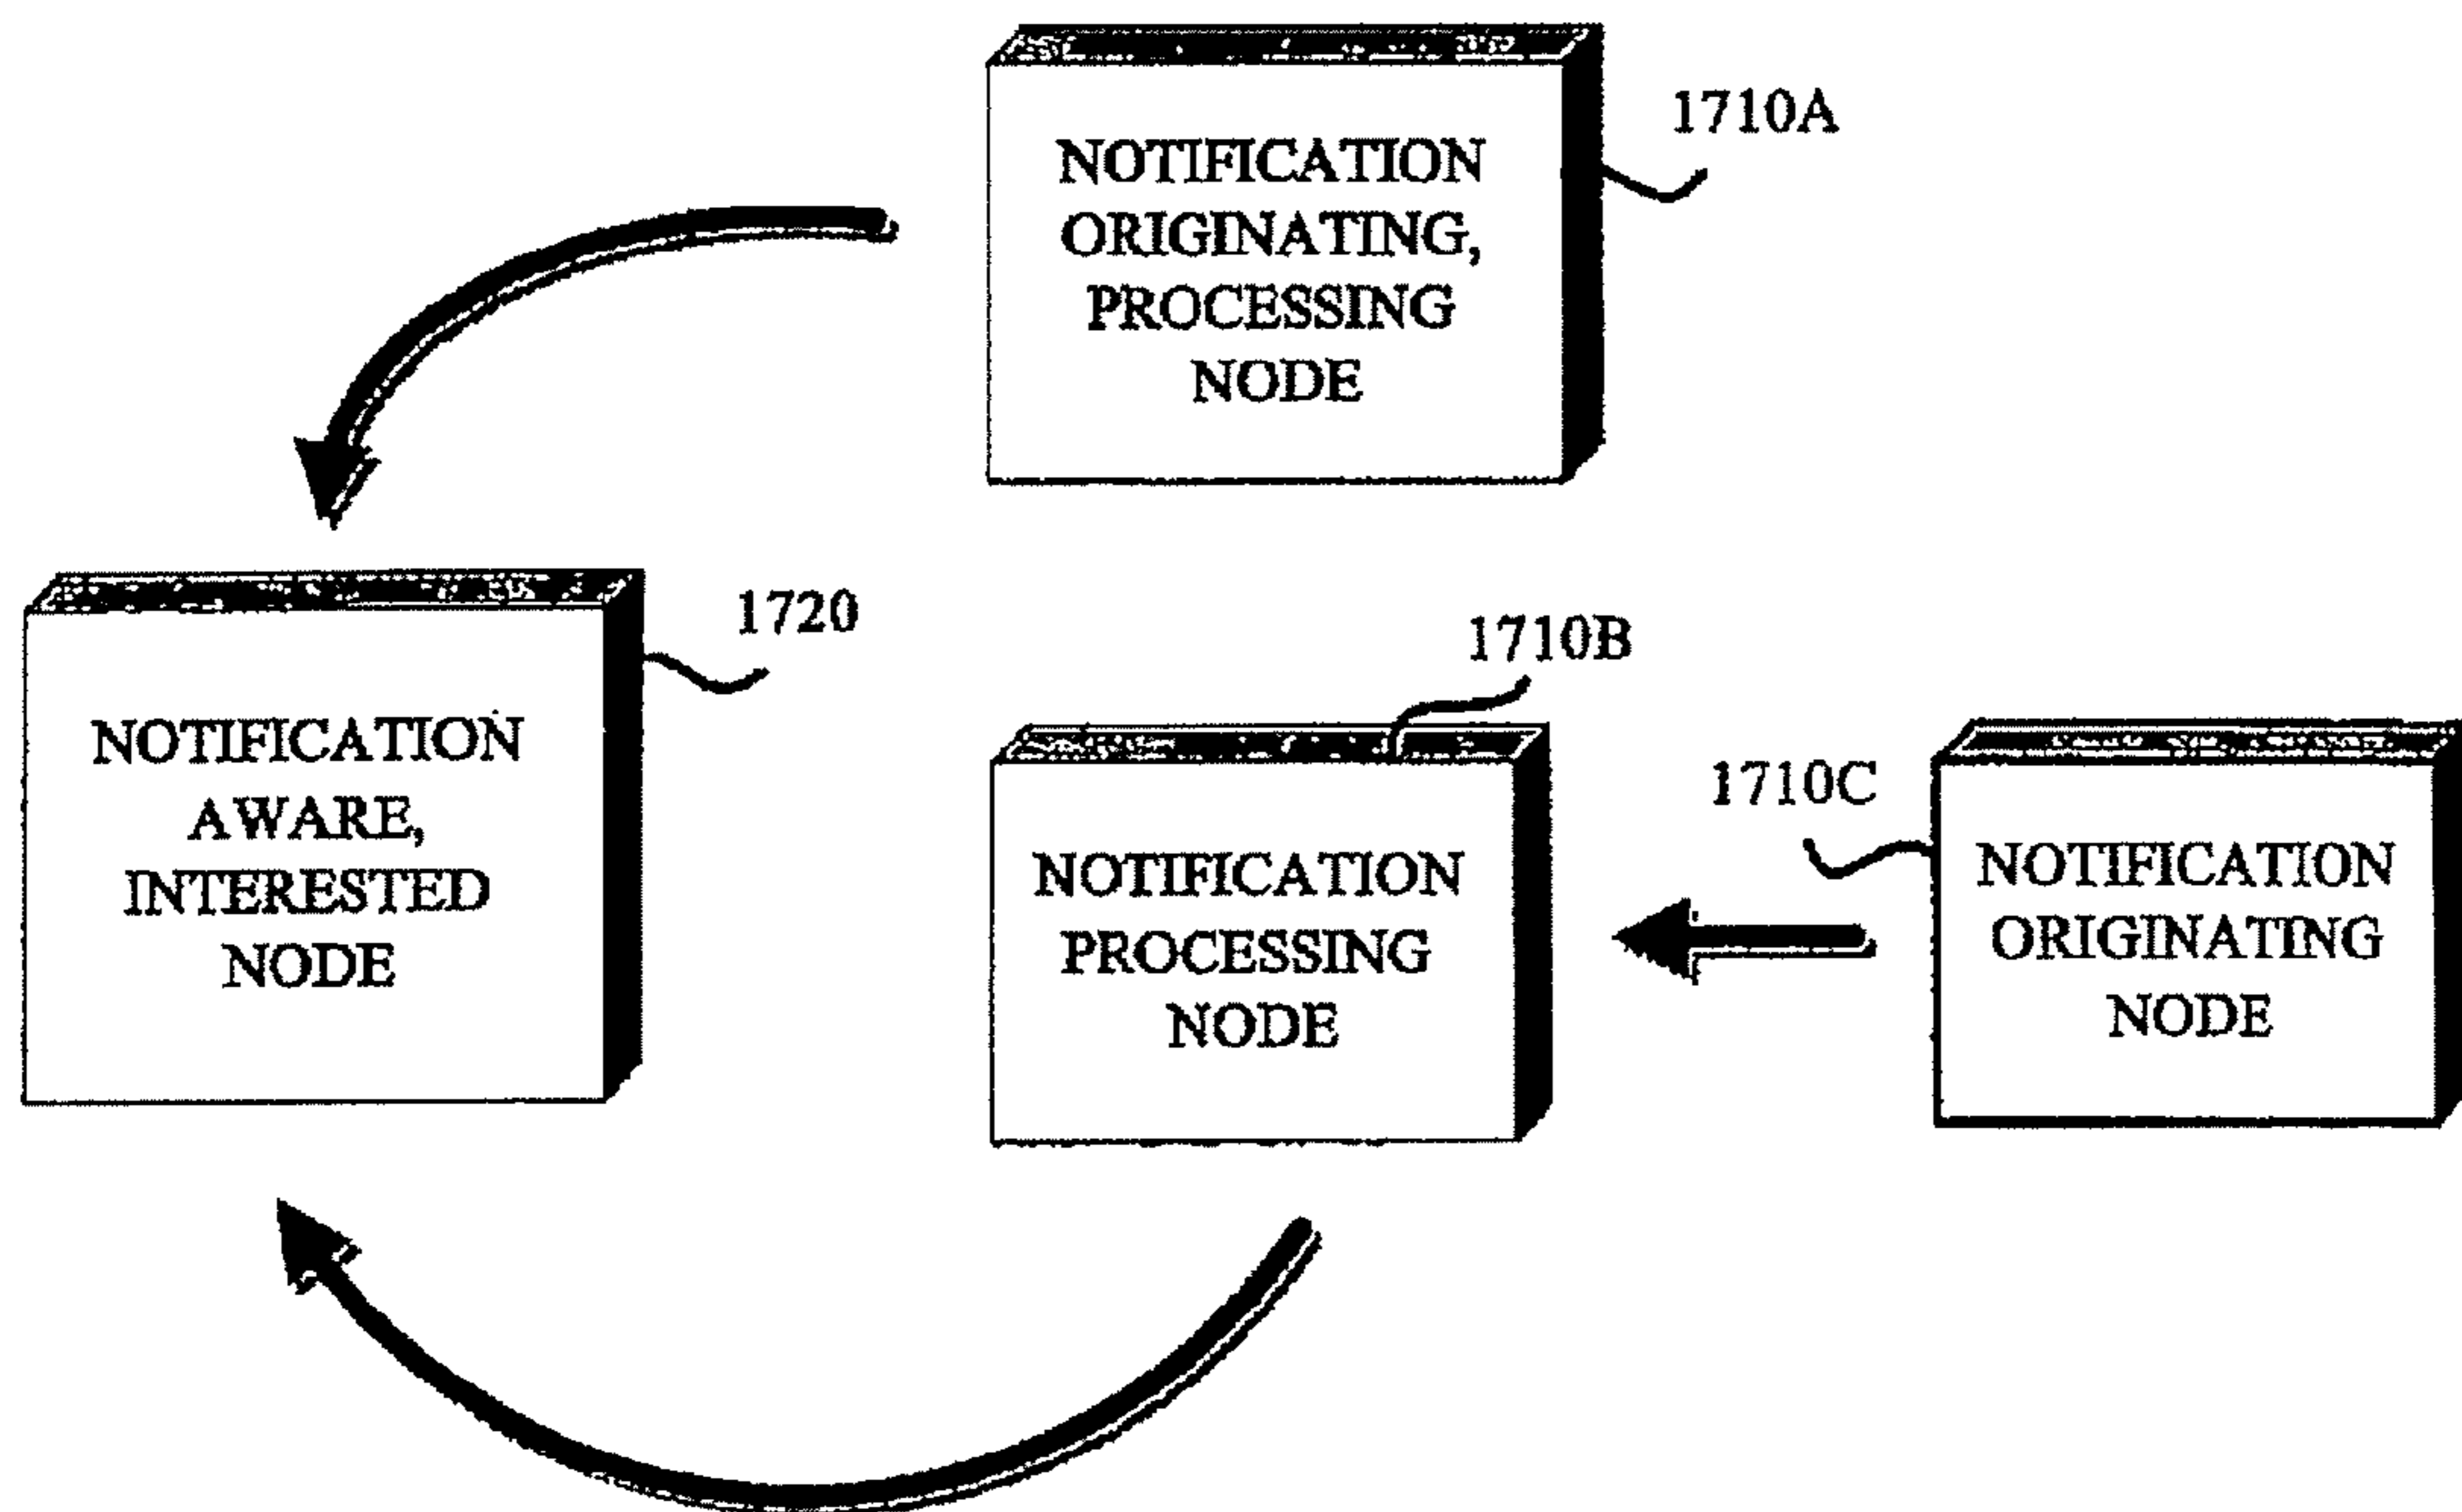 1710A
NOTIFICATION
ORIGINATING,
PROCESSING
NODE
1720
NOTIFICATION
AWARE,
INTERESTED
NODE
1710B
NOTIFICATION
PROCESSING
NODE
1710C
NOTIFICATION
ORIGINATING
NODE